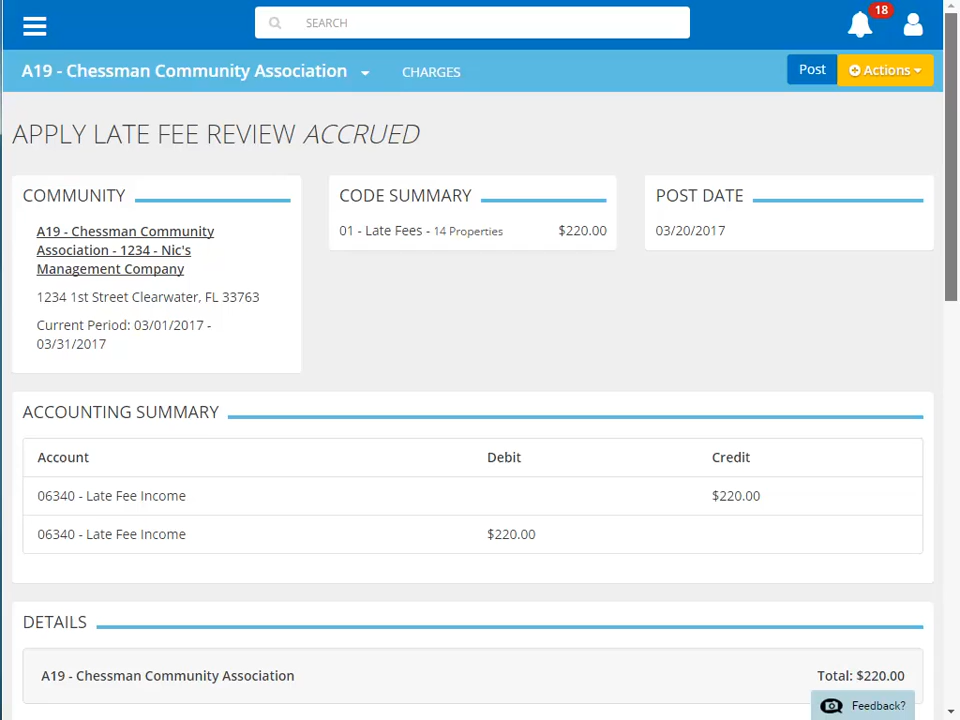 SEARCH
18
A19 - Chessman Community Association
CHARGES
Post
Actions
APPLY LATE FEE REVIEW ACCRUED
COMMUNITY
A19 - Chessman Community
Association - 1234 - Nic's
Management Company
1234 1st Street Clearwater, FL 33763
Current Period: 03/01/2017 -
03/31/2017
CODE SUMMARY
01 - Late Fees - 14 Properties $220.00
POST DATE
03/20/2017
ACCOUNTING SUMMARY
Account Debit Credit
06340 - Late Fee Income $220.00
06340 - Late Fee Income $220.00
DETAILS
A19 - Chessman Community Association Total: $220.00
Feedback?